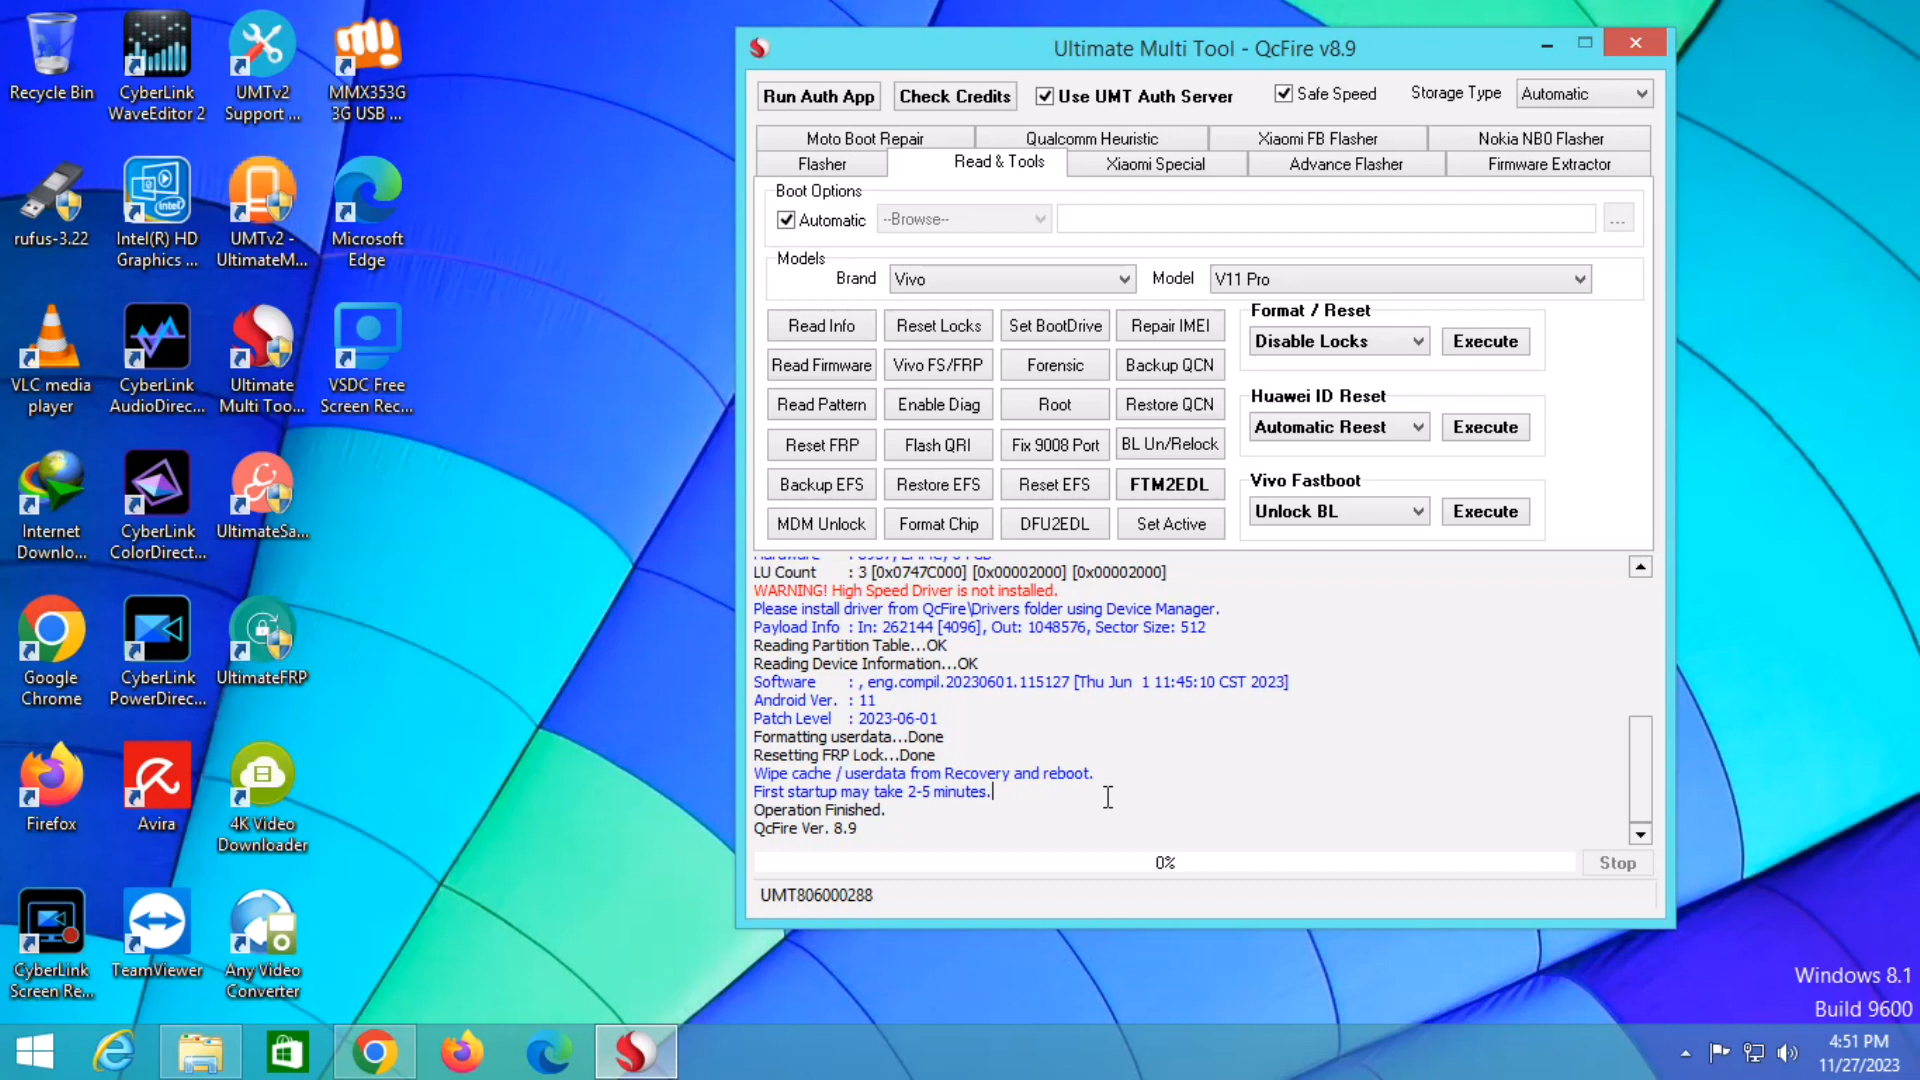 Recycle Bin
CyberLink
WaveEditor 2
UMTv2
Support ...
MMX353G
3G USB ...
rufus-3.22
Intel(R) HD
Graphics ...
UMTv2 -
UltimateM...
Microsoft
Edge
VLC media
player
CyberLink
AudioDirec...
Ultimate
Multi Too...
VSDC Free
Screen Rec...
Internet
Downlo...
CyberLink
ColorDirect...
UltimateSa...
Google
Chrome
CyberLink
PowerDirec...
UltimateFRP
Firefox
Avira
4K Video
Downloader
CyberLink
Screen Re...
TeamViewer
Any Video
Converter
Ultimate Multi Tool - QcFire v8.9
Run Auth App
Check Credits
Use UMT Auth Server
Safe Speed
Storage Type
Automatic
Moto Boot Repair
Qualcomm Heuristic
Xiaomi FB Flasher
Nokia NB0 Flasher
Flasher
Read & Tools
Xiaomi Special
Advance Flasher
Firmware Extractor
Boot Options
Automatic
--Browse--
...
Models
Brand
Vivo
Model
V11 Pro
Read Info
Reset Locks
Set BootDrive
Repair IMEI
Read Firmware
Vivo FS/FRP
Forensic
Backup QCN
Read Pattern
Enable Diag
Root
Restore QCN
Reset FRP
Flash QRI
Fix 9008 Port
BL Un/Relock
Backup EFS
Restore EFS
Reset EFS
FTM2EDL
MDM Unlock
Format Chip
DFU2EDL
Set Active
Format / Reset
Disable Locks
Execute
Huawei ID Reset
Automatic Reest
Execute
Vivo Fastboot
Unlock BL
Execute
LU Count : 3 [0x0747C000] [0x00002000] [0x00002000]
WARNING! High Speed Driver is not installed.
Please install driver from QcFire\Drivers folder using Device Manager.
Payload Info : In: 262144 [4096], Out: 1048576, Sector Size: 512
Reading Partition Table...OK
Reading Device Information...OK
Software : , eng.compil.20230601.115127 [Thu Jun 1 11:45:10 CST 2023]
Android Ver. : 11
Patch Level : 2023-06-01
Formatting userdata...Done
Resetting FRP Lock...Done
Wipe cache / userdata from Recovery and reboot.
First startup may take 2-5 minutes.
Operation Finished.
QcFire Ver. 8.9
0%
Stop
UMT806000288
Windows 8.1
Build 9600
4:51 PM
11/27/2023